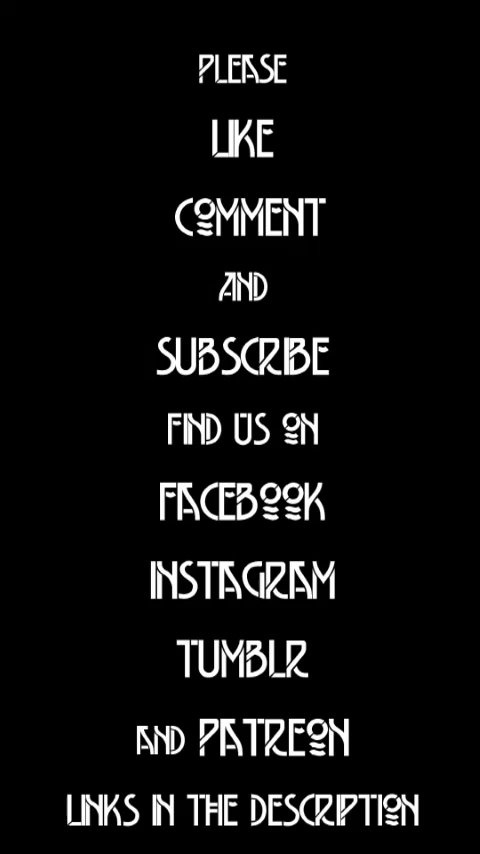 PLEASE
LIKE
COMMENT
AND
SUBSCRIBE
FIND US ON
FACEBOOK
INSTAGRAM
TUMBLR
AND PATREON
LINKS IN THE DESCRIPTION